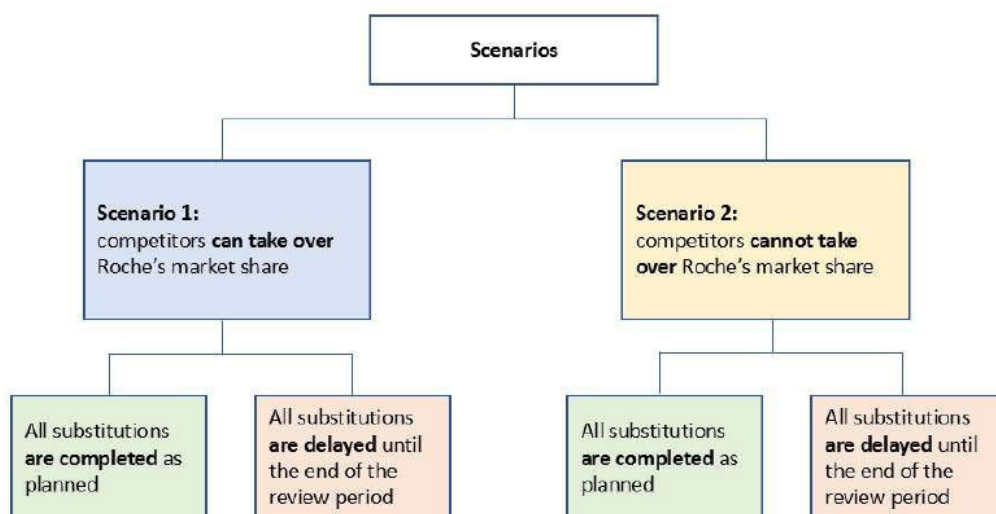 Scenarios
Scenario 1:
competitors can take over
Roche's market share
Scenario 2:
competitors cannot take
over Roche's market share
All substitutions
are completed as
planned
All substitutions
are delayed until
the end of the
review period
All substitutions
are completed as
planned
All substitutions
are delayed until
the end of the
review period